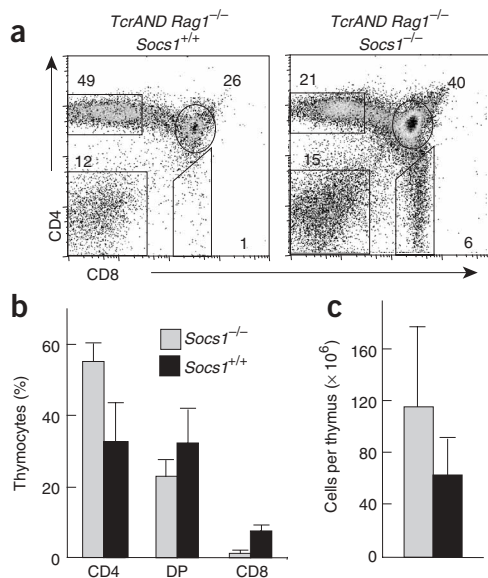 a
TcrAND Rag1–/– Socs1+/+
TcrAND Rag1–/– Socs1–/–
49
26
12
1
21
40
15
6
CD4
CD8
b
Thymocytes (%)
60
40
20
0
Socs1–/–
Socs1+/+
CD4 DP CD8
c
Cells per thymus (× 10⁶)
160
120
80
40
0